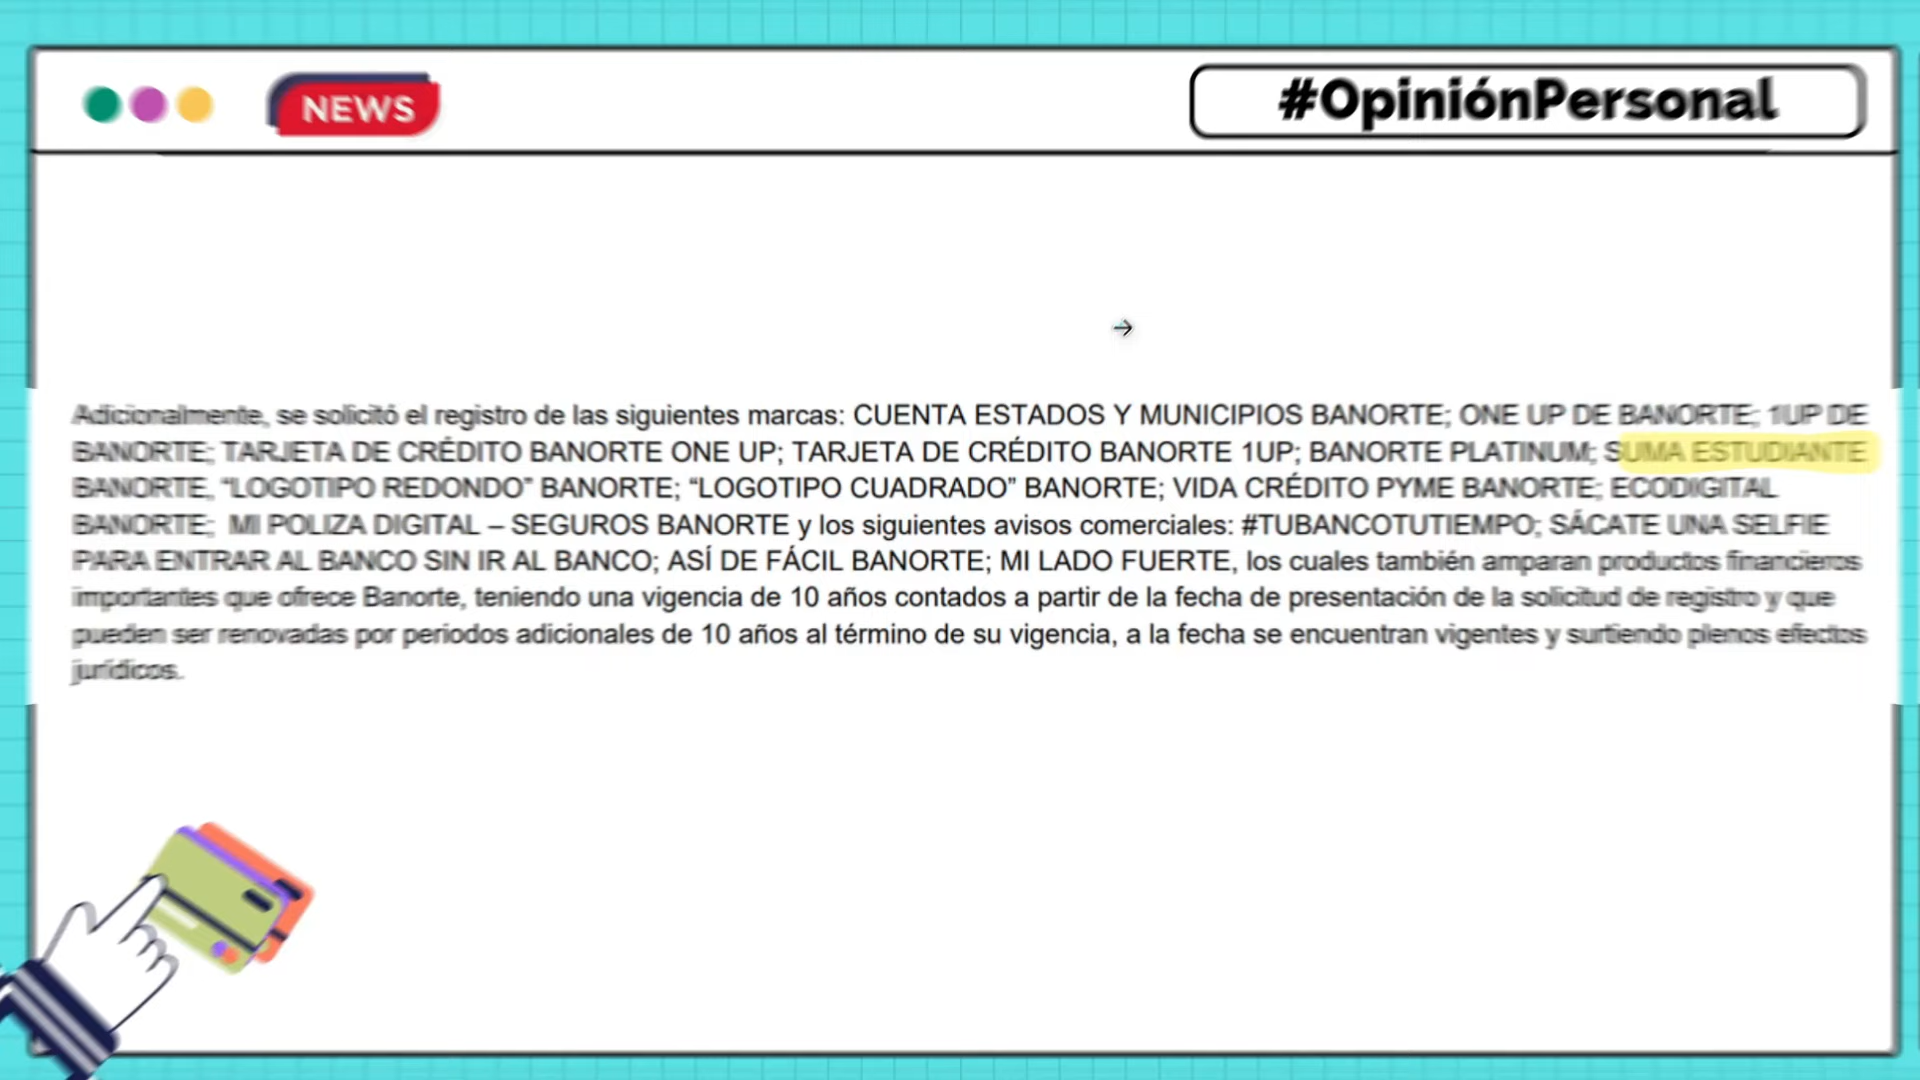 NEWS
#OpiniónPersonal
Adicionalmente, se solicitó el registro de las siguientes marcas: CUENTA ESTADOS Y MUNICIPIOS BANORTE; ONE UP DE BANORTE; 1UP DE
BANORTE; TARJETA DE CRÉDITO BANORTE ONE UP; TARJETA DE CRÉDITO BANORTE 1UP; BANORTE PLATINUM; SUMA ESTUDIANTE
BANORTE, “LOGOTIPO REDONDO” BANORTE; “LOGOTIPO CUADRADO” BANORTE; VIDA CRÉDITO PYME BANORTE; ECODIGITAL
BANORTE; MI POLIZA DIGITAL – SEGUROS BANORTE y los siguientes avisos comerciales: #TUBANCOTUTIEMPO; SÁCATE UNA SELFIE
PARA ENTRAR AL BANCO SIN IR AL BANCO; ASÍ DE FÁCIL BANORTE; MI LADO FUERTE, los cuales también amparan productos financieros
importantes que ofrece Banorte, teniendo una vigencia de 10 años contados a partir de la fecha de presentación de la solicitud de registro y que
pueden ser renovadas por periodos adicionales de 10 años al término de su vigencia, a la fecha se encuentran vigentes y surtiendo plenos efectos
jurídicos.